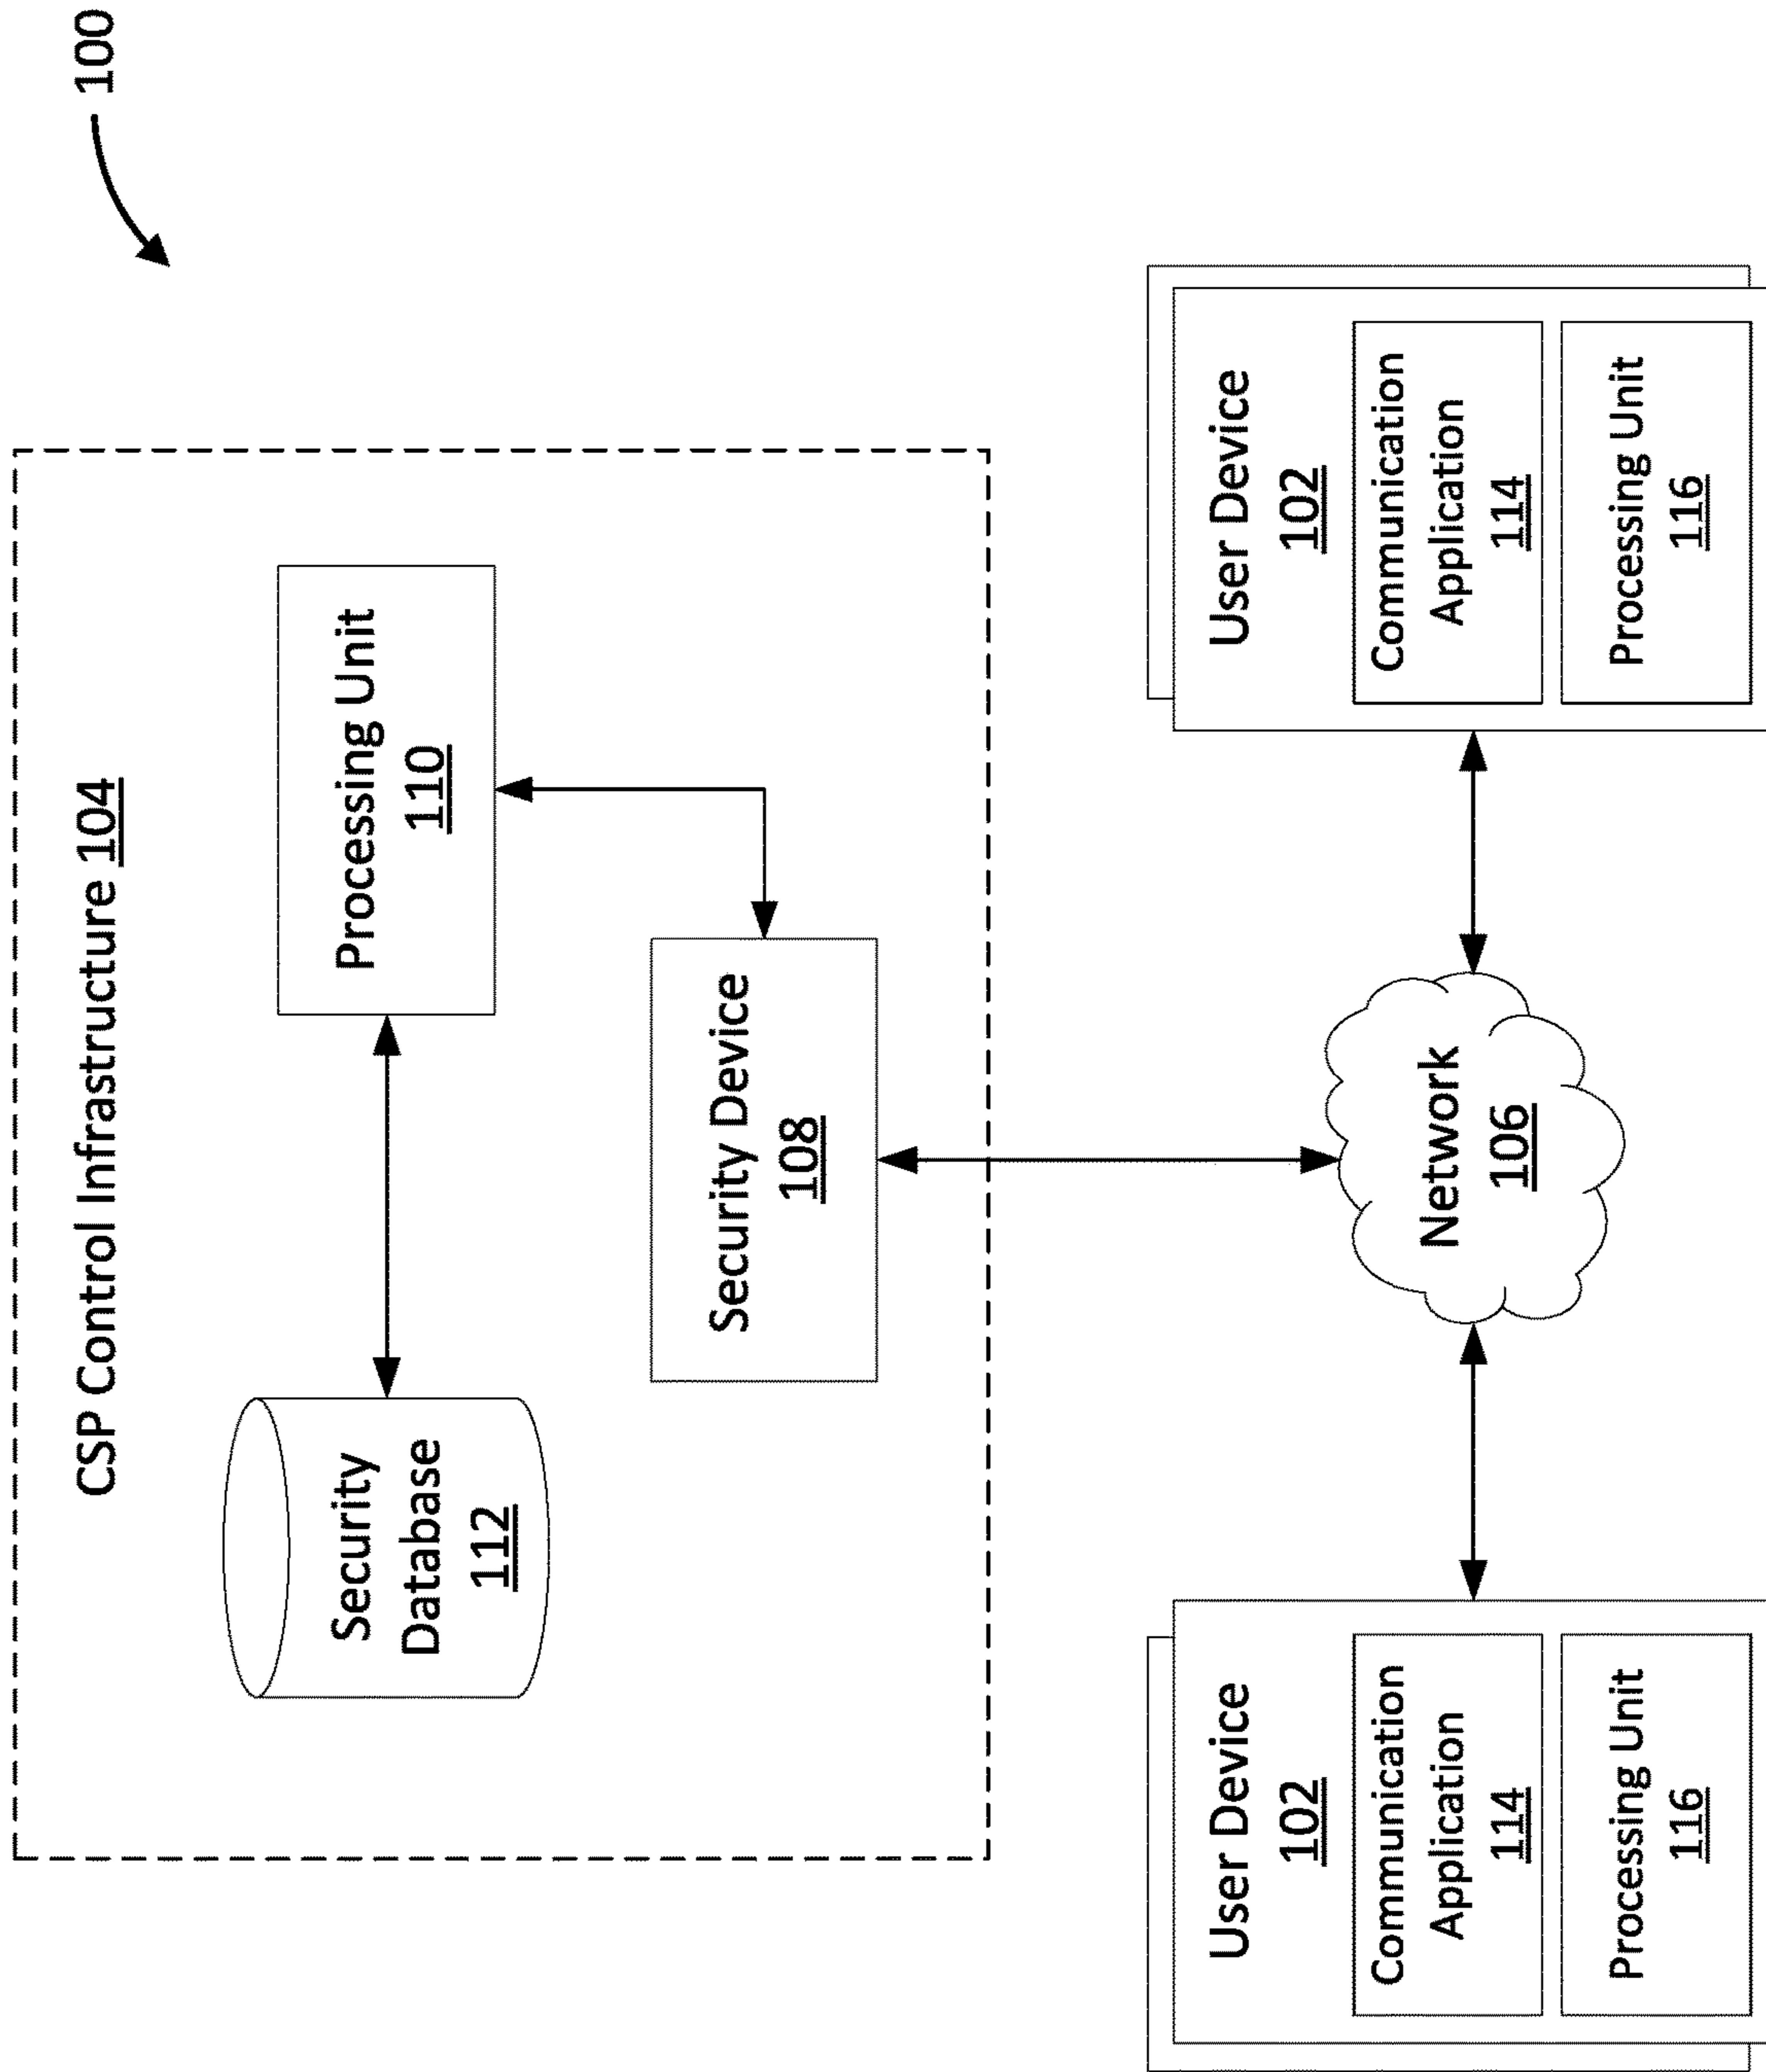 100
CSP Control Infrastructure 104
Security
Database
112
Processing Unit
110
Security Device
108
Network
106
User Device
102
Communication
Application
114
Processing Unit
116
User Device
102
Communication
Application
114
Processing Unit
116